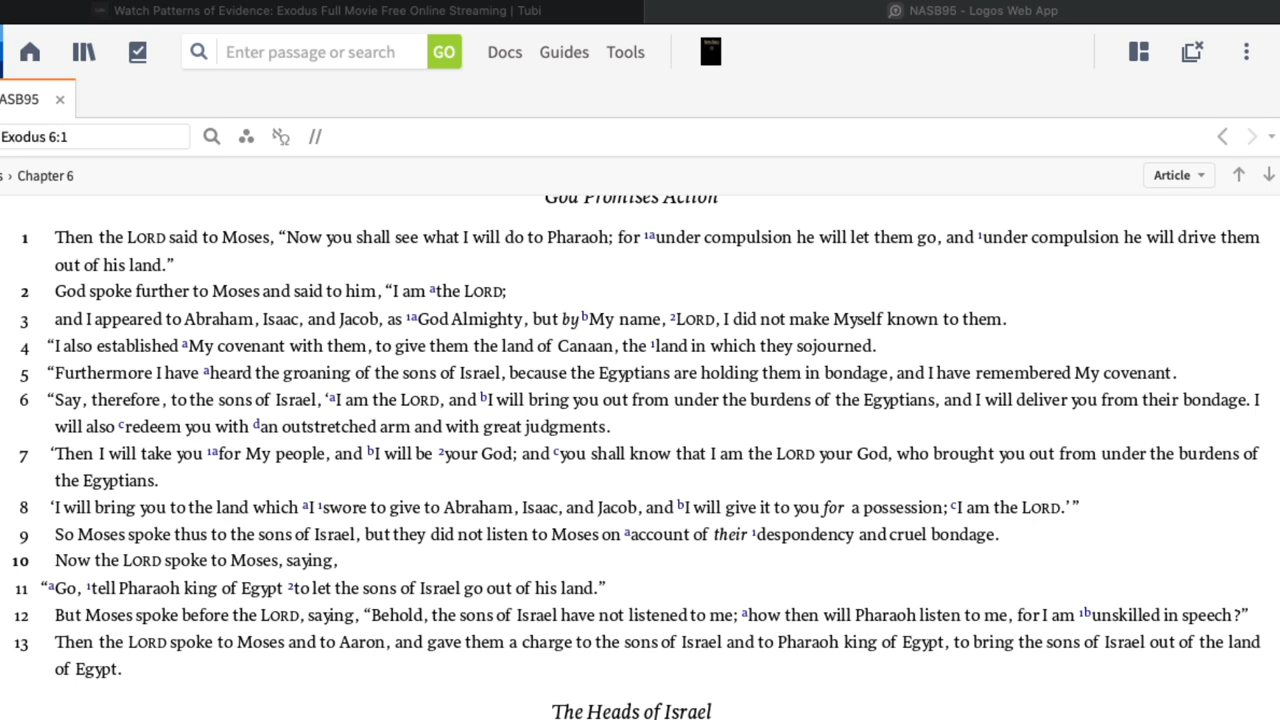 Watch Patterns of Evidence: Exodus Full Movie Free Online Streaming | Tubi
NASB95 - Logos Web App
Enter passage or search
GO
Docs
Guides
Tools
ASB95
Exodus 6:1
s › Chapter 6
Article
God Promises Action
1 Then the LORD said to Moses, “Now you shall see what I will do to Pharaoh; for 1a under compulsion he will let them go, and 1under compulsion he will drive them
out of his land.”
2 God spoke further to Moses and said to him, “I am athe LORD;
3 and I appeared to Abraham, Isaac, and Jacob, as 1aGod Almighty, but by bMy name, 2LORD, I did not make Myself known to them.
4 “I also established aMy covenant with them, to give them the land of Canaan, the 1land in which they sojourned.
5 “Furthermore I have aheard the groaning of the sons of Israel, because the Egyptians are holding them in bondage, and I have remembered My covenant.
6 “Say, therefore, to the sons of Israel, ‘aI am the LORD, and bI will bring you out from under the burdens of the Egyptians, and I will deliver you from their bondage. I
will also credeem you with dan outstretched arm and with great judgments.
7 ‘Then I will take you 1afor My people, and bI will be 2your God; and cyou shall know that I am the LORD your God, who brought you out from under the burdens of
the Egyptians.
8 ‘I will bring you to the land which aI 1swore to give to Abraham, Isaac, and Jacob, and bI will give it to you for a possession; cI am the LORD.’ ”
9 So Moses spoke thus to the sons of Israel, but they did not listen to Moses on aaccount of their 1despondency and cruel bondage.
10 Now the LORD spoke to Moses, saying,
11 “aGo, 1tell Pharaoh king of Egypt 2to let the sons of Israel go out of his land.”
12 But Moses spoke before the LORD, saying, “Behold, the sons of Israel have not listened to me; ahow then will Pharaoh listen to me, for I am 1bunskilled in speech?”
13 Then the LORD spoke to Moses and to Aaron, and gave them a charge to the sons of Israel and to Pharaoh king of Egypt, to bring the sons of Israel out of the land
of Egypt.
The Heads of Israel